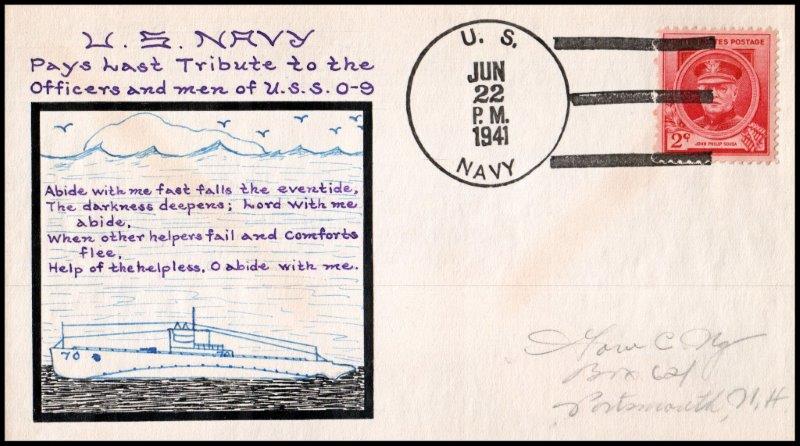 U. S. NAVY
Pays Last Tribute to the
Officers and men of U.S.S. O-9
Abide with me fast falls the eventide,
The darkness deepens; Lord with me
abide,
When other helpers fail and Comforts
flee,
Help of the helpless, O abide with me.
70 70
U. S.
JUN
22
P. M.
1941
NAVY
TES POSTAGE
2¢
JOHN PHILIP SOUSA
Box
Portsmouth, N.H.